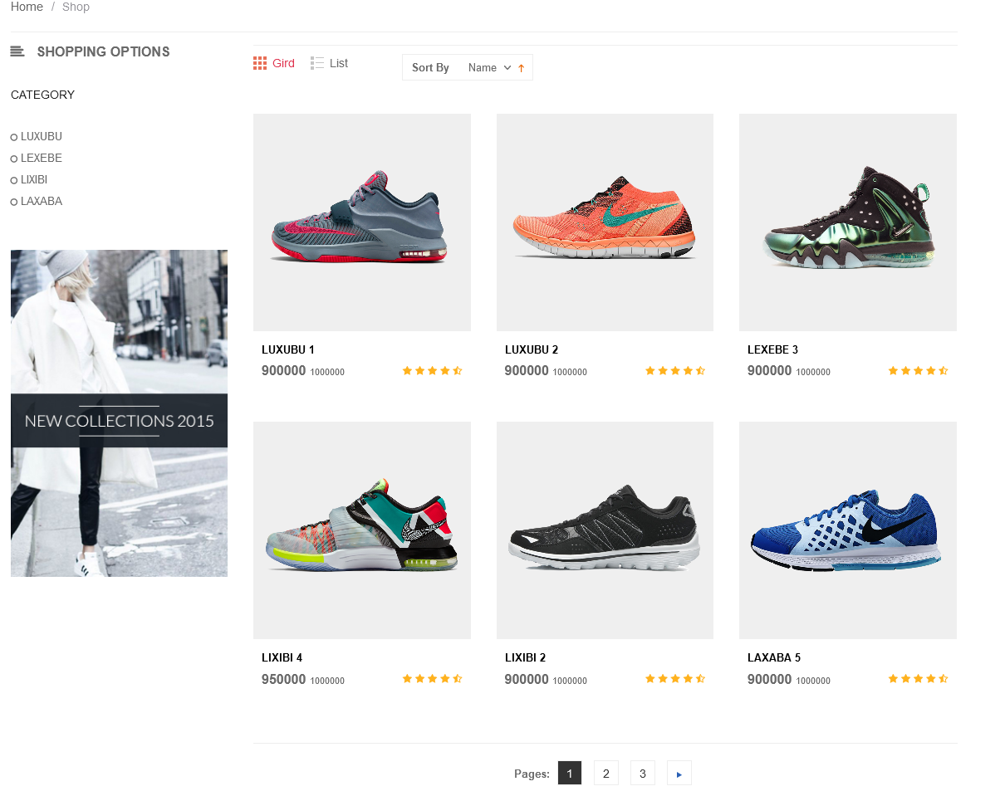 Home / Shop
SHOPPING OPTIONS
CATEGORY
LUXUBU
LEXEBE
LIXIBI
LAXABA
NEW COLLECTIONS 2015
Gird List Sort By Name
LUXUBU 1
900000 1000000
LUXUBU 2
900000 1000000
LEXEBE 3
900000 1000000
LIXIBI 4
950000 1000000
LIXIBI 2
900000 1000000
LAXABA 5
900000 1000000
Pages: 1 2 3